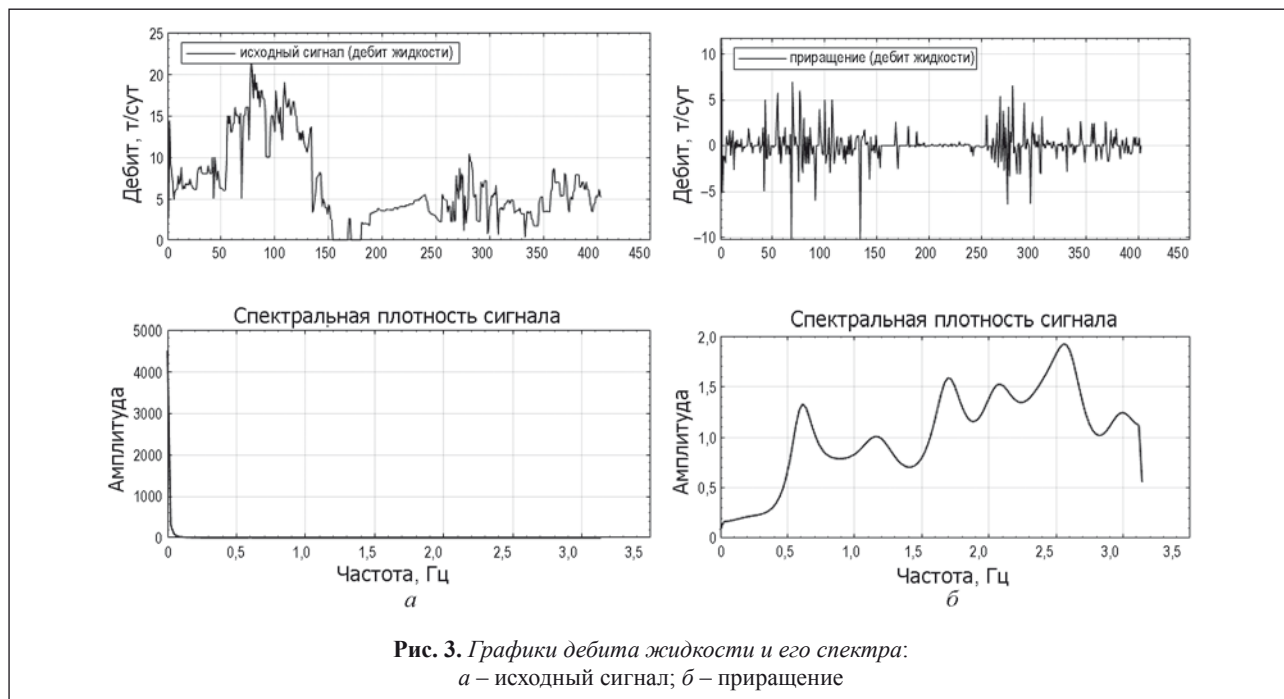 25
20
15
10
5
0
Дебит, т/сут
исходный сигнал (дебит жидкости)
0 50 100 150 200 250 300 350 400 450
10
5
0
−5
−10
Дебит, т/сут
приращение (дебит жидкости)
0 50 100 150 200 250 300 350 400 450
Спектральная плотность сигнала
5000
4000
3000
2000
1000
0
Амплитуда
0 0,5 1,0 1,5 2,0 2,5 3,0 3,5
Частота, Гц
а
Спектральная плотность сигнала
2,0
1,5
1,0
0,5
0
Амплитуда
0 0,5 1,0 1,5 2,0 2,5 3,0 3,5
Частота, Гц
б
Рис. 3. Графики дебита жидкости и его спектра:
а – исходный сигнал; б – приращение